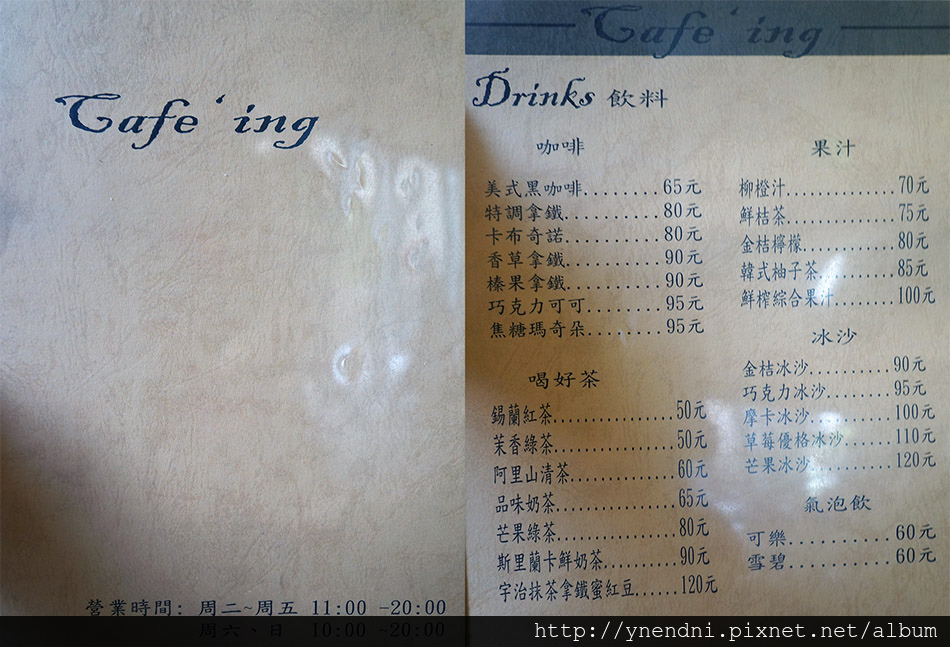 Cafe 'ing
營業時間: 周二~周五 11:00 -20:00
周六、日 10:00 -20:00
Cafe 'ing
Drinks 飲料
咖啡
美式黑咖啡........65元
特調拿鐵........80元
卡布奇諾........80元
香草拿鐵........90元
榛果拿鐵........90元
巧克力可可.......95元
焦糖瑪奇朵.......95元
喝好茶
錫蘭紅茶................50元
茉香綠茶................50元
阿里山清茶..............60元
品味奶茶................65元
芒果綠茶................80元
斯里蘭卡鮮奶茶..........90元
宇治抹茶拿鐵蜜紅豆......120元
果汁
柳橙汁..............70元
鮮桔茶..............75元
金桔檸檬............80元
韓式柚子茶..........85元
鮮榨綜合果汁........100元
冰沙
金桔冰沙..........90元
巧克力冰沙........95元
摩卡冰沙..........100元
草莓優格冰沙......110元
芒果冰沙..........120元
氣泡飲
可樂..........60元
雪碧..........60元
http://ynendni.pixnet.net/album